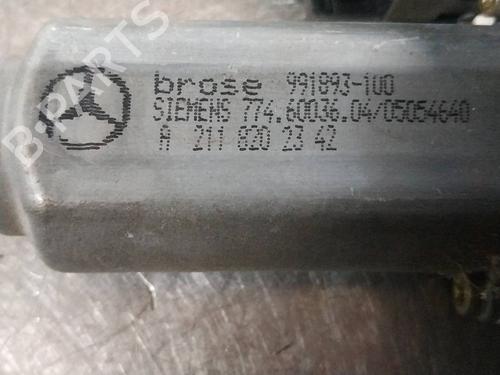 B-PARTS
brose 991893-100
SIEMENS 774.60036.04/05054640
A 211 820 23 42